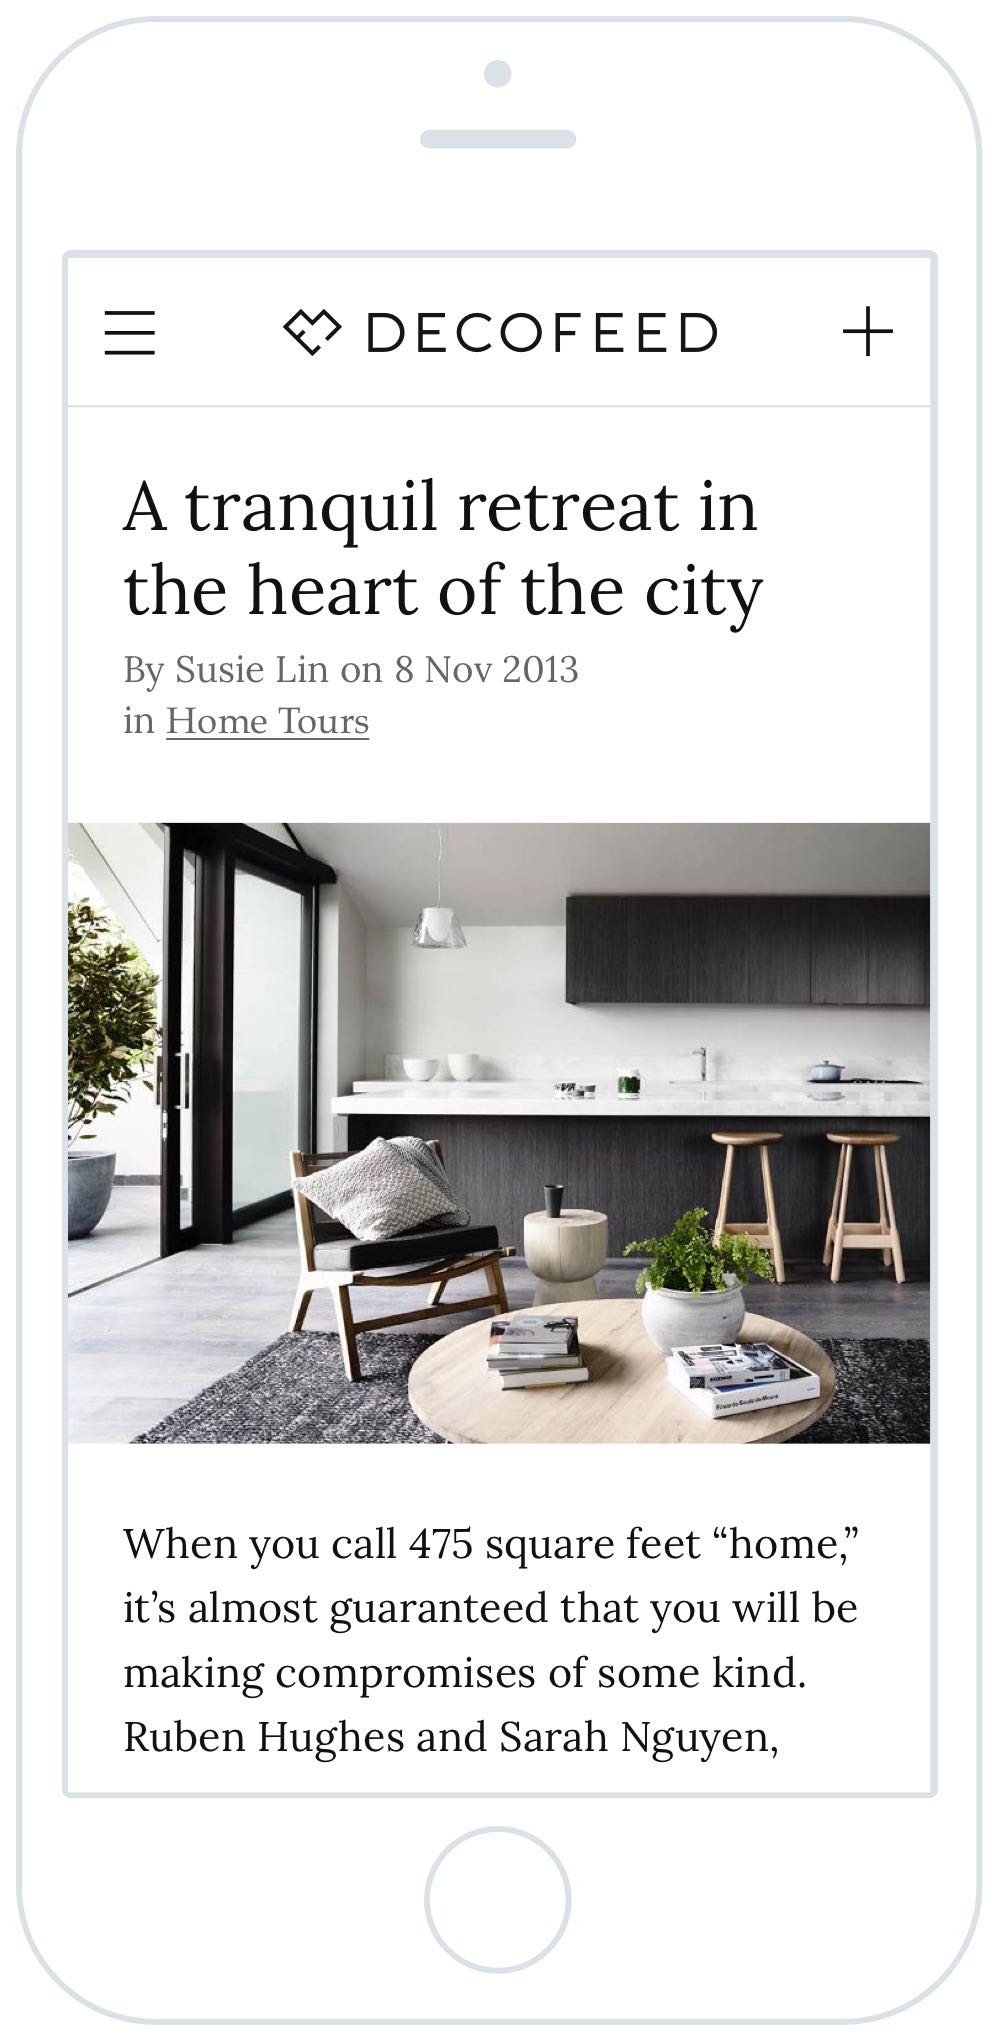 DECOFEED
A tranquil retreat in
the heart of the city
By Susie Lin on 8 Nov 2013
in Home Tours
When you call 475 square feet “home,”
it’s almost guaranteed that you will be
making compromises of some kind.
Ruben Hughes and Sarah Nguyen,